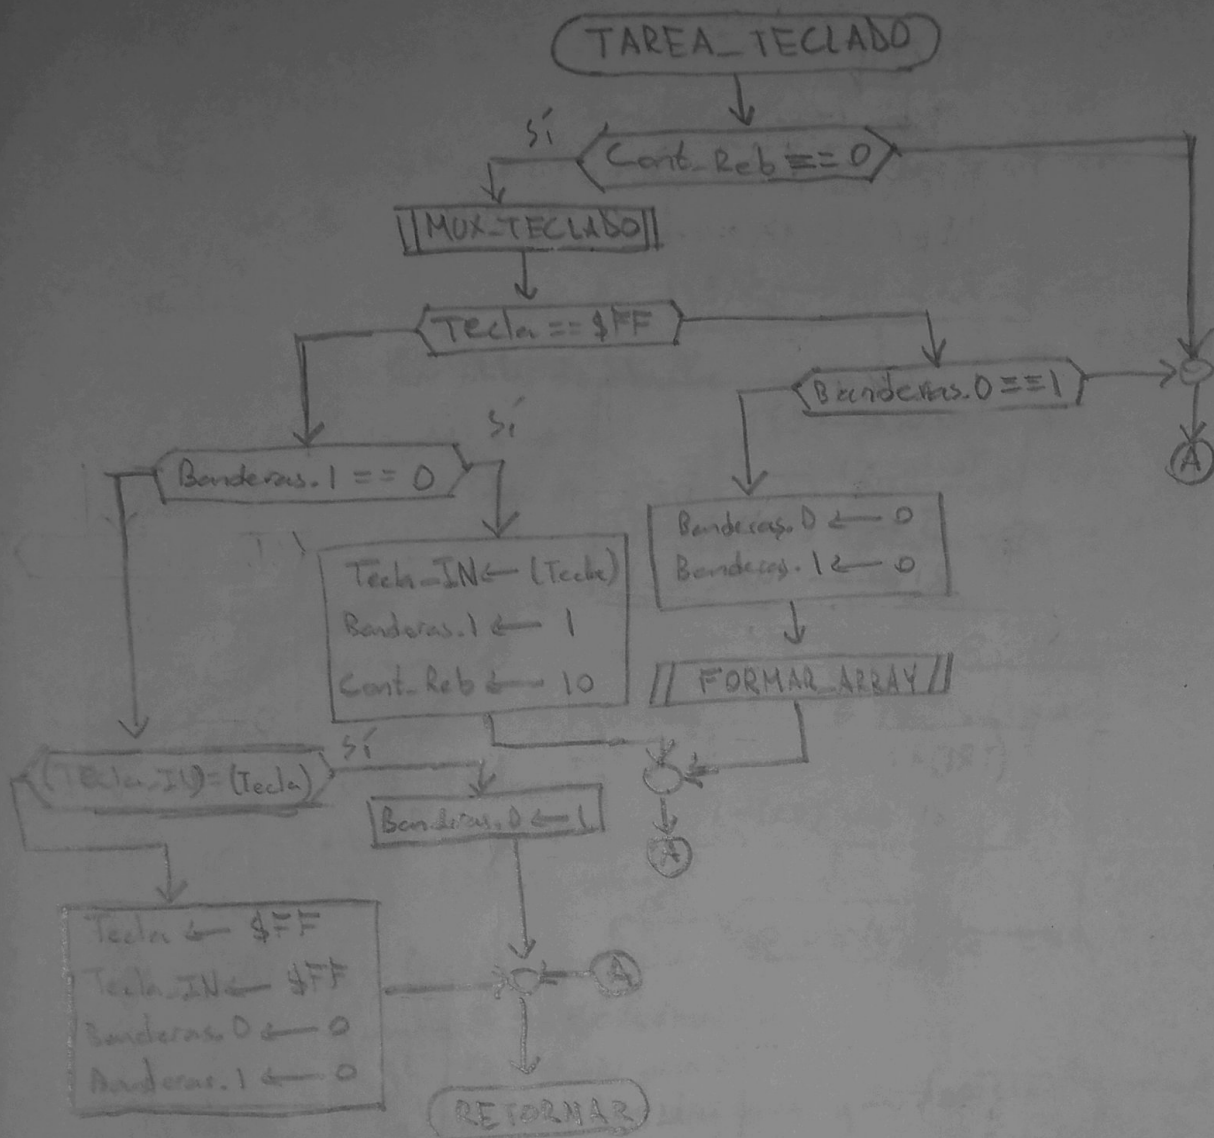 TAREA_TECLADO
Sí
Cont_Reb == 0
MUX_TECLADO
Tecla == $FF
Banderas.0 == 1
Sí
A
Banderas.1 == 0
Banderas.0 ← 0
Banderas.1 ← 0
Tecla_IN ← (Tecla)
Banderas.1 ← 1
Cont_Reb ← 10
FORMAR_ARRAY
Sí
(Tecla_IN) = (Tecla)
Banderas.0 ← 1
A
Tecla ← $FF
Tecla_IN ← $FF
Banderas.0 ← 0
Banderas.1 ← 0
A
RETORNAR